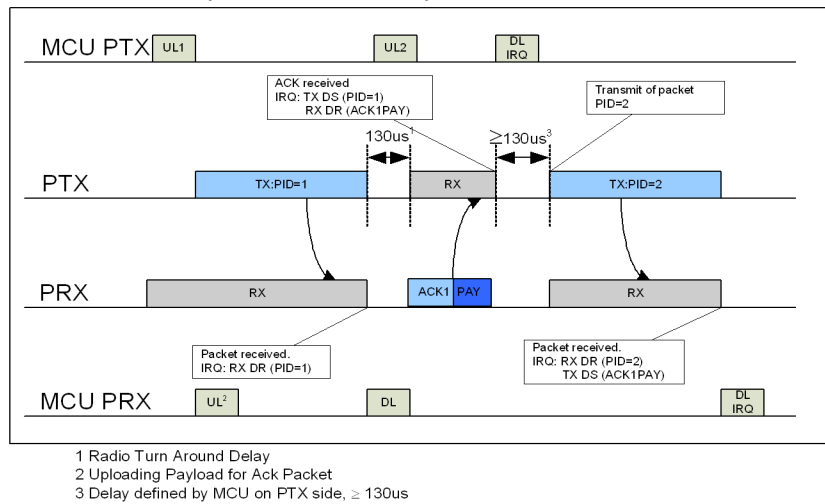 MCU PTX
UL1
UL2
DL
IRQ
ACK received
IRQ: TX DS (PID=1)
RX DR (ACK1PAY)
Transmit of packet
PID=2
130us1
≥130us3
PTX
TX:PID=1
RX
TX:PID=2
PRX
RX
ACK1
PAY
RX
Packet received.
IRQ: RX DR (PID=1)
Packet received.
IRQ: RX DR (PID=2)
TX DS (ACK1PAY)
MCU PRX
UL2
DL
DL
IRQ
1 Radio Turn Around Delay
2 Uploading Payload for Ack Packet
3 Delay defined by MCU on PTX side, ≥ 130us